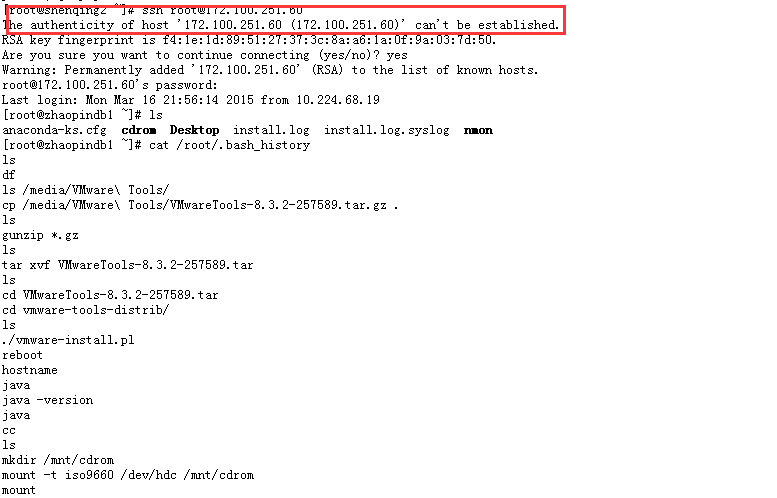 [root@shenqing2 ~]# ssh root@172.100.251.60
The authenticity of host '172.100.251.60 (172.100.251.60)' can't be established.
RSA key fingerprint is f4:1e:1d:89:51:27:37:3c:8a:a6:1a:0f:9a:03:7d:50.
Are you sure you want to continue connecting (yes/no)? yes
Warning: Permanently added '172.100.251.60' (RSA) to the list of known hosts.
root@172.100.251.60's password:
Last login: Mon Mar 16 21:56:14 2015 from 10.224.68.19
[root@zhaopindb1 ~]# ls
anaconda-ks.cfg cdrom Desktop install.log install.log.syslog nmon
[root@zhaopindb1 ~]# cat /root/.bash_history
ls
df
ls /media/VMware\ Tools/
cp /media/VMware\ Tools/VMwareTools-8.3.2-257589.tar.gz .
ls
gunzip *.gz
ls
tar xvf VMwareTools-8.3.2-257589.tar
ls
cd VMwareTools-8.3.2-257589.tar
cd vmware-tools-distrib/
ls
./vmware-install.pl
reboot
hostname
java
java -version
java
cc
ls
mkdir /mnt/cdrom
mount -t iso9660 /dev/hdc /mnt/cdrom
mount